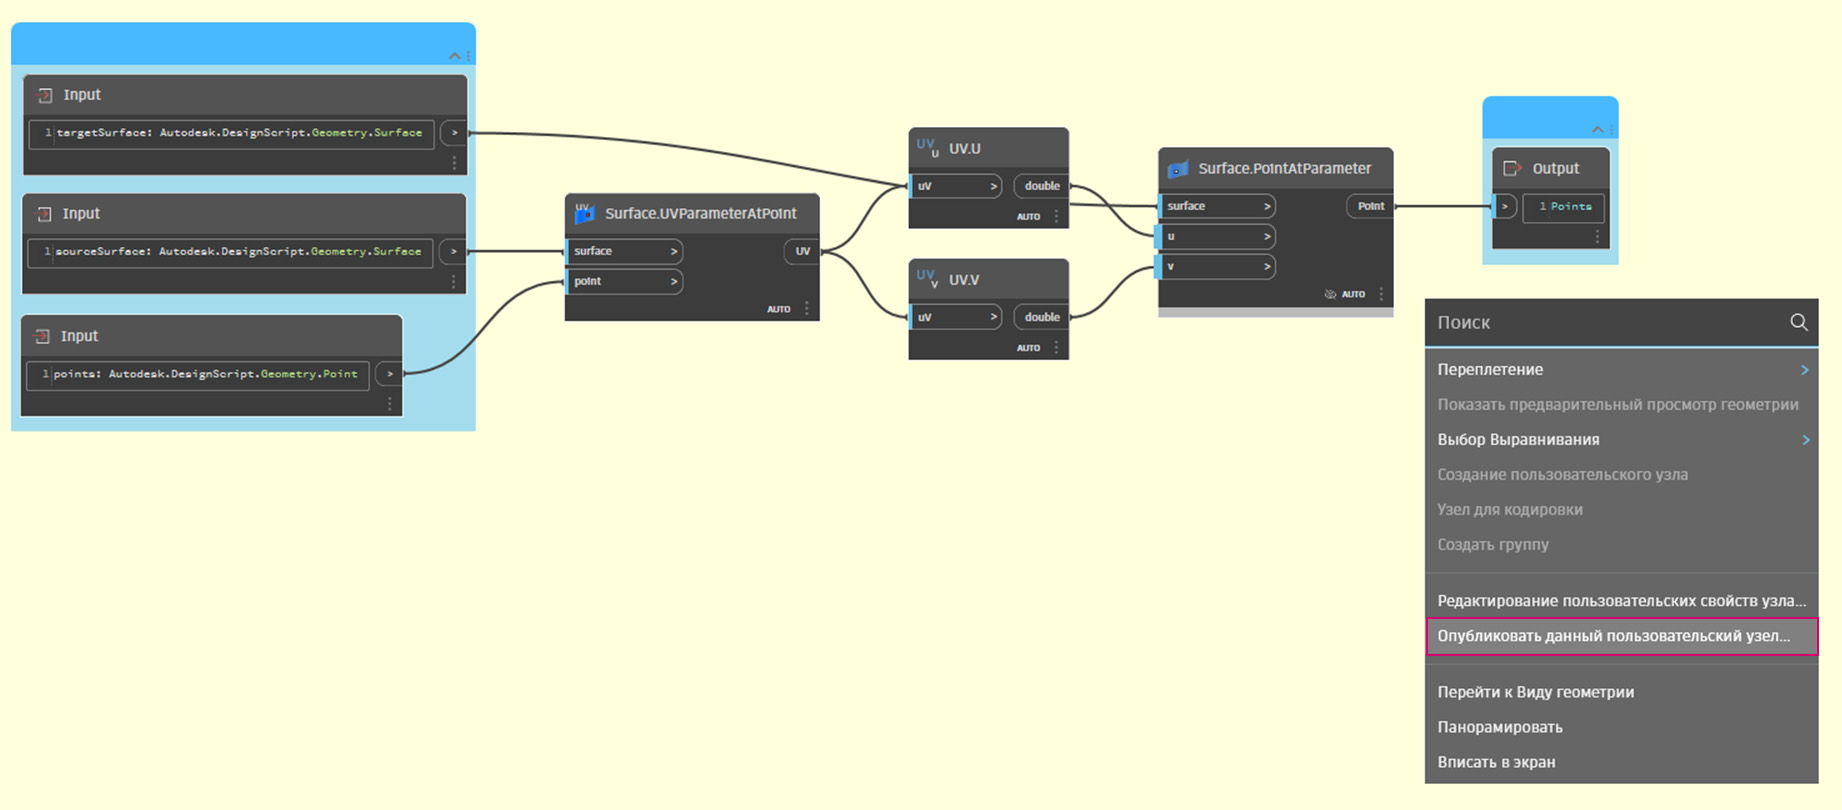 Input
1 targetSurface: Autodesk.DesignScript.Geometry.Surface >
Input
1 sourceSurface: Autodesk.DesignScript.Geometry.Surface >
Input
1 points: Autodesk.DesignScript.Geometry.Point >
UV Surface.UVParameterAtPoint
surface > UV
point >
AUTO
UV u UV.U
uv > double
AUTO
UV v UV.V
uv > double
AUTO
Surface.PointAtParameter
surface > Point
u >
v >
AUTO
Output
> 1 Points
Поиск
Переплетение >
Показать предварительный просмотр геометрии
Выбор Выравнивания >
Создание пользовательского узла
Узел для кодировки
Создать группу
Редактирование пользовательских свойств узла...
Опубликовать данный пользовательский узел...
Перейти к Виду геометрии
Панорамировать
Вписать в экран